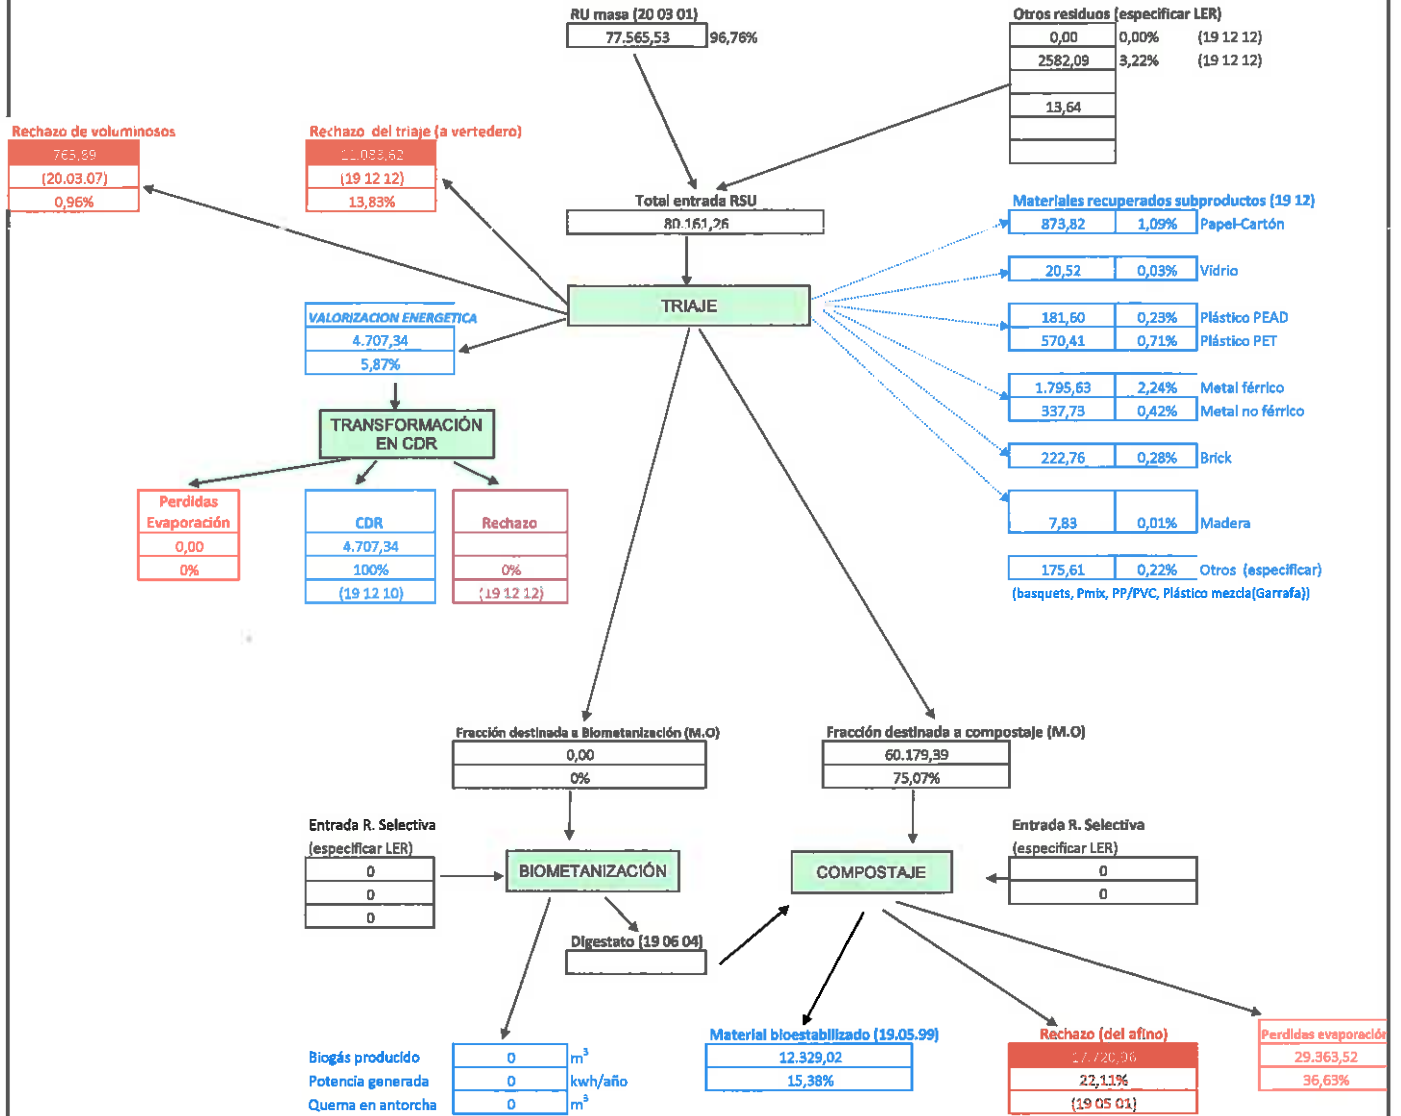 RU masa (20 03 01)
77.565,53 96,76%
Otros residuos (especificar LER)
0,00 0,00% (19 12 12)
2582,09 3,22% (19 12 12)
13,64
Rechazo de voluminosos
(20.03.07)
0,96%
Rechazo del triaje (a vertedero)
(19 12 12)
13,83%
Total entrada RSU
80.161,26
Materiales recuperados subproductos (19 12)
873,82 1,09% Papel-Cartón
20,52 0,03% Vidrio
181,60 0,23% Plástico PEAD
570,41 0,71% Plástico PET
1.795,63 2,24% Metal férrico
337,73 0,42% Metal no férrico
222,76 0,28% Brick
7,83 0,01% Madera
175,61 0,22% Otros (especificar)
(basquets, Pmix, PP/PVC, Plástico mezcla(Garrafa))
TRIAJE
VALORIZACION ENERGETICA
4.707,34
5,87%
TRANSFORMACIÓN
EN CDR
Perdidas
Evaporación
0,00
0%
CDR
4.707,34
100%
(19 12 10)
Rechazo
0%
(19 12 12)
Fracción destinada a Biometanización (M.O)
0,00
0%
Fracción destinada a compostaje (M.O)
60.179,39
75,07%
Entrada R. Selectiva
(especificar LER)
0
0
0
BIOMETANIZACIÓN
COMPOSTAJE
Entrada R. Selectiva
(especificar LER)
0
0
Digestato (19 06 04)
Biogás producido 0 m³
Potencia generada 0 kwh/año
Quema en antorcha 0 m³
Material bioestabilizado (19.05.99)
12.329,02
15,38%
Rechazo (del afino)
22,11%
(19 05 01)
Perdidas evaporación
29.363,52
36,63%